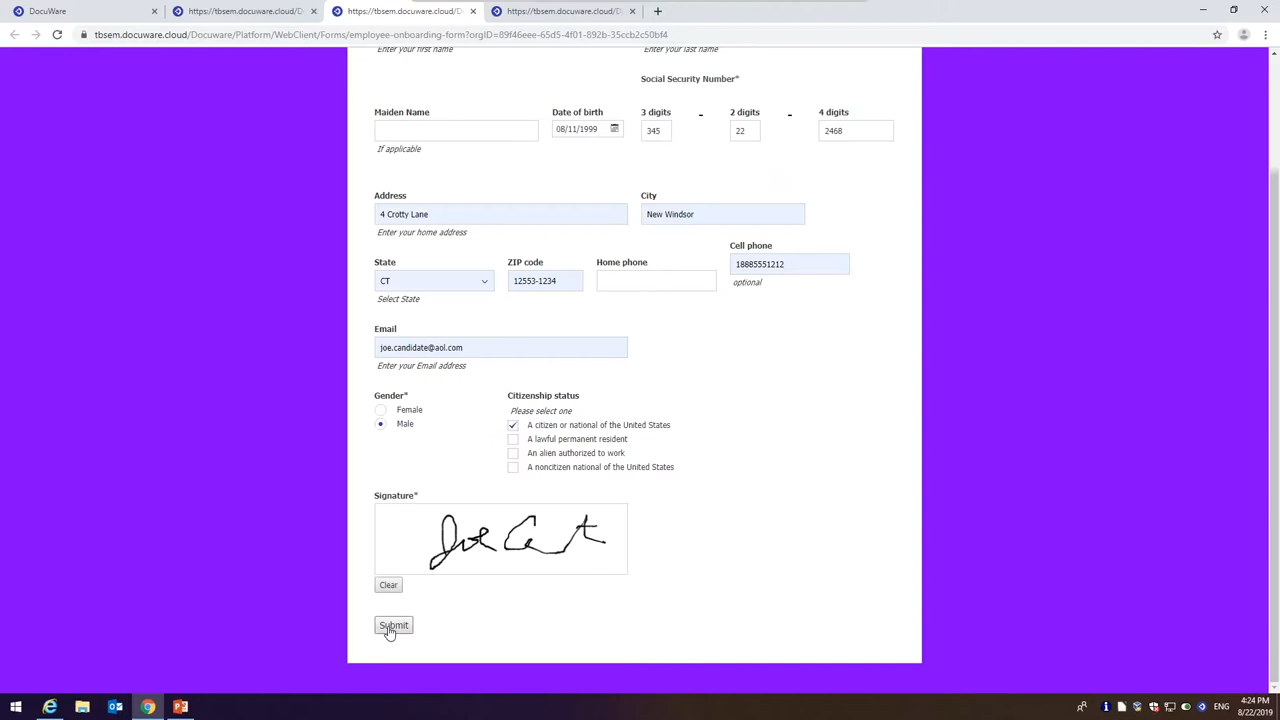 DocuWare
https://tbsem.docuware.cloud/D
https://tbsem.docuware.cloud/Do
https://tbsem.docuware.cloud/D
tbsem.docuware.cloud/Docuware/Platform/WebClient/Forms/employee-onboarding-form?orgID=89f46eee-65d5-4f01-892b-35ccb2c50bf4
Enter your first name
Enter your last name
Social Security Number*
Maiden Name
Date of birth
3 digits
-
2 digits
-
4 digits
08/11/1999
345
22
2468
If applicable
Address
City
4 Crotty Lane
New Windsor
Enter your home address
Cell phone
State
ZIP code
Home phone
18885551212
CT
12553-1234
optional
Select State
Email
joe.candidate@aol.com
Enter your Email address
Gender*
Citizenship status
Please select one
Female
Male
A citizen or national of the United States
A lawful permanent resident
An alien authorized to work
A noncitizen national of the United States
Signature*
Clear
Submit
ENG
4:24 PM
8/22/2019